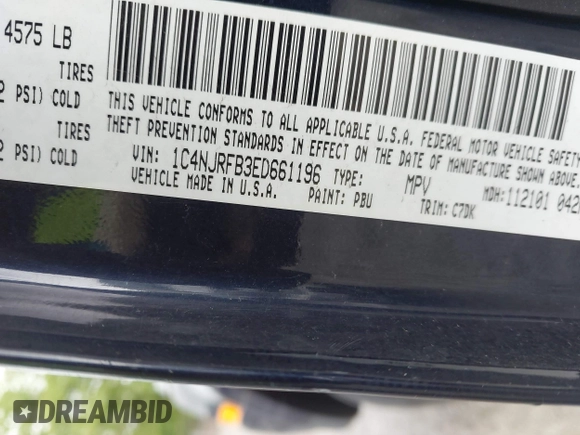 4575 LB
TIRES
PSI) COLD
TIRES
PSI) COLD
THIS VEHICLE CONFORMS TO ALL APPLICABLE U.S.A. FEDERAL MOTOR VEHICLE SAFETY
THEFT PREVENTION STANDARDS IN EFFECT ON THE DATE OF MANUFACTURE SHOWN ABOVE
VIN: 1C4NJRFB3ED661196 TYPE: MPV MDH:112101 042
VEHICLE MADE IN U.S.A. PAINT: PBU TRIM: C7DK
DREAMBID